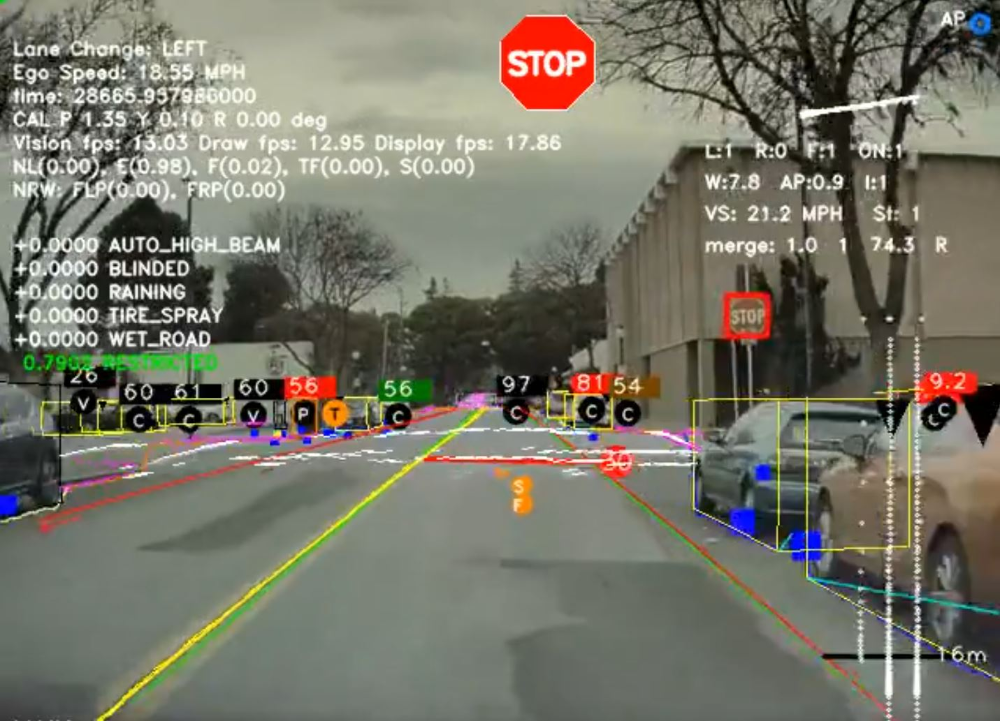 STOP
AP
Lane Change: LEFT
Ego Speed: 18.55 MPH
time: 28665.957986000
CAL P 1.35 Y 0.10 R 0.00 deg
Vision fps: 13.03 Draw fps: 12.95 Display fps: 17.86
NL(0.00), E(0.98), F(0.02), TF(0.00), S(0.00)
NRW: FLP(0.00), FRP(0.00)
L:1 R:0 F:1 ON:1
W:7.8 AP:0.9 I:1
VS: 21.2 MPH St: 1
merge: 1.0 1 74.3 R
+0.0000 AUTO_HIGH_BEAM
+0.0000 BLINDED
+0.0000 RAINING
+0.0000 TIRE_SPRAY
+0.0000 WET_ROAD
0.7902 RESTRICTED
STOP
26 60 61 60 56 56 97 81 54 9.2
V C C V P T C C C C C
30
S
F
16m